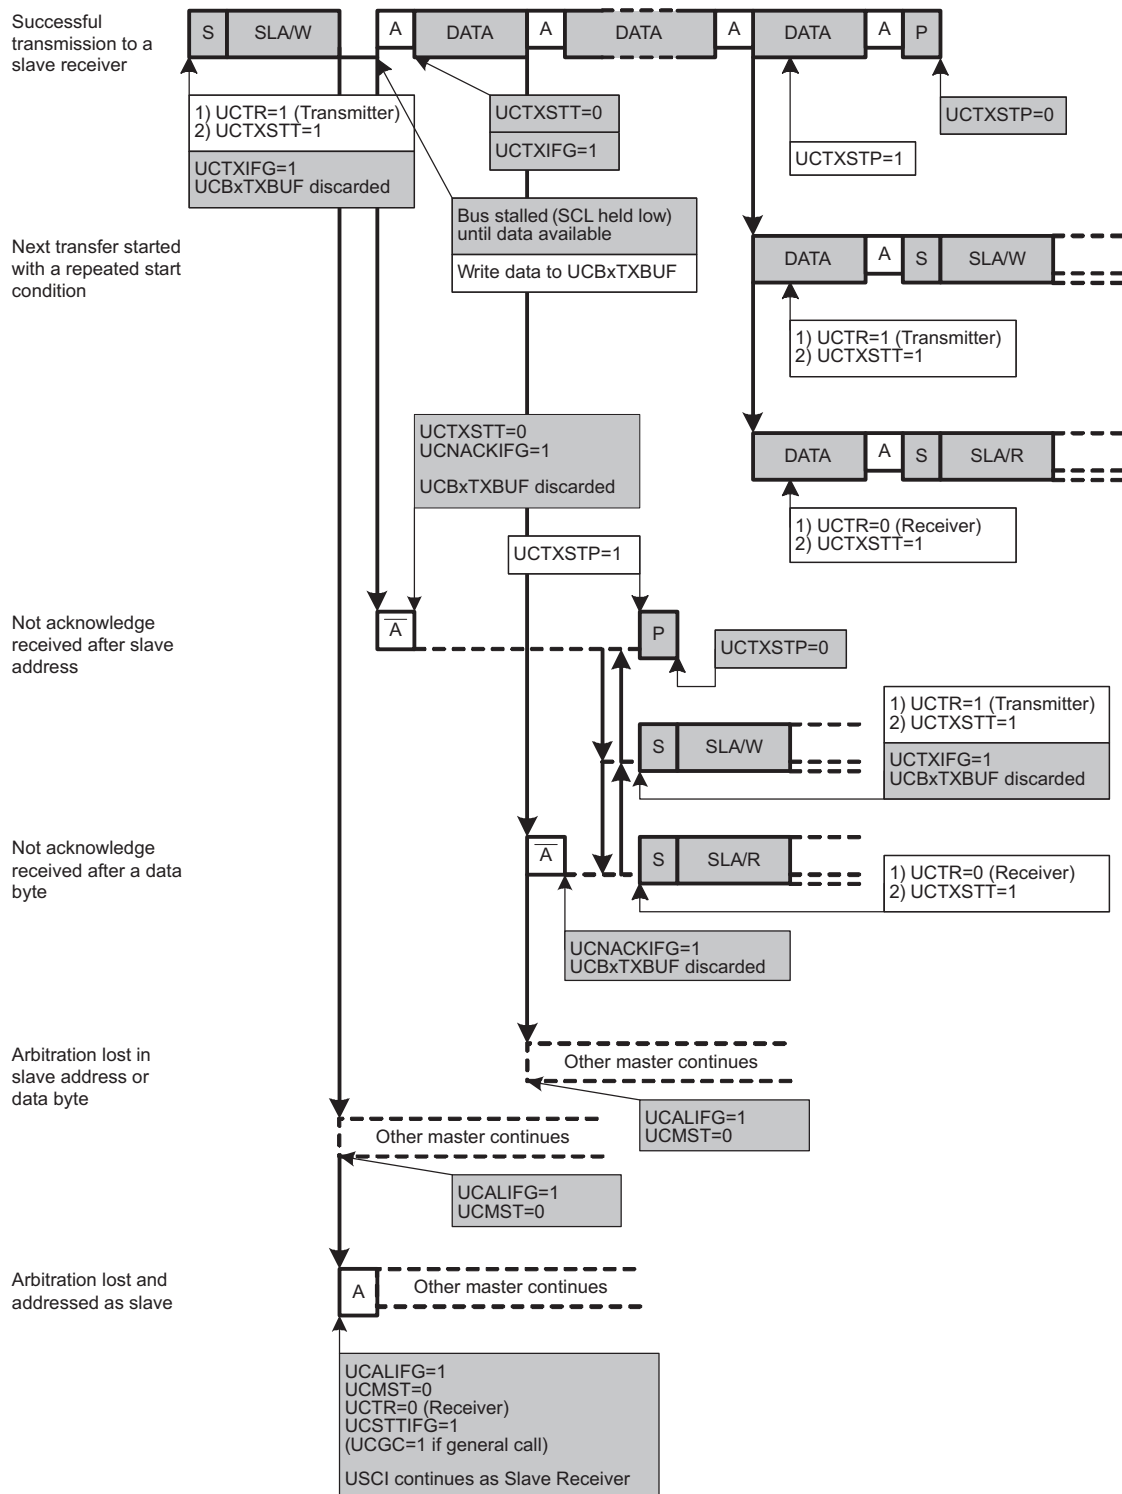 Successful
transmission to a
slave receiver
S
SLA/W
A
DATA
A
DATA
A
DATA
A
P
1) UCTR=1 (Transmitter)
2) UCTXSTT=1
UCTXIFG=1
UCBxTXBUF discarded
UCTXSTT=0
UCTXIFG=1
UCTXSTP=1
UCTXSTP=0
Bus stalled (SCL held low)
until data available
Write data to UCBxTXBUF
Next transfer started
with a repeated start
condition
DATA
A
S
SLA/W
1) UCTR=1 (Transmitter)
2) UCTXSTT=1
DATA
A
S
SLA/R
1) UCTR=0 (Receiver)
2) UCTXSTT=1
UCTXSTT=0
UCNACKIFG=1
UCBxTXBUF discarded
UCTXSTP=1
Not acknowledge
received after slave
address
A
P
UCTXSTP=0
S
SLA/W
1) UCTR=1 (Transmitter)
2) UCTXSTT=1
UCTXIFG=1
UCBxTXBUF discarded
Not acknowledge
received after a data
byte
A
S
SLA/R
1) UCTR=0 (Receiver)
2) UCTXSTT=1
UCNACKIFG=1
UCBxTXBUF discarded
Arbitration lost in
slave address or
data byte
Other master continues
UCALIFG=1
UCMST=0
Other master continues
UCALIFG=1
UCMST=0
Arbitration lost and
addressed as slave
A
Other master continues
UCALIFG=1
UCMST=0
UCTR=0 (Receiver)
UCSTTIFG=1
(UCGC=1 if general call)
USCI continues as Slave Receiver